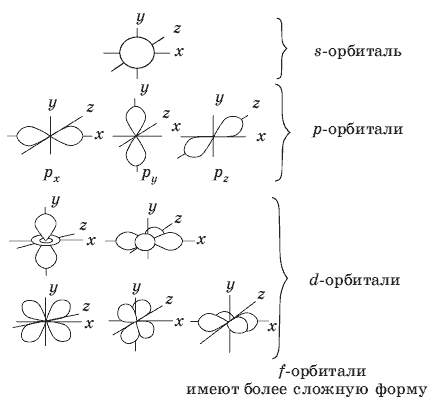 y
z
x
s-орбиталь
y
z
x
y
z
x
y
z
x
p-орбитали
p_x
p_y
p_z
y
z
x
y
z
x
d-орбитали
y
z
x
y
z
x
y
z
x
f-орбитали
имеют более сложную форму